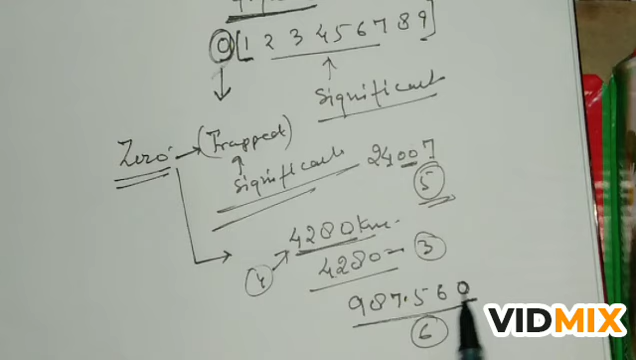 0[1 2 3 4 5 6 7 8 9]
Significant
Zero → (Trapped)
Significant
24007
5
4280 km.
4
4280 — 3
987.560
6
VIDMIX